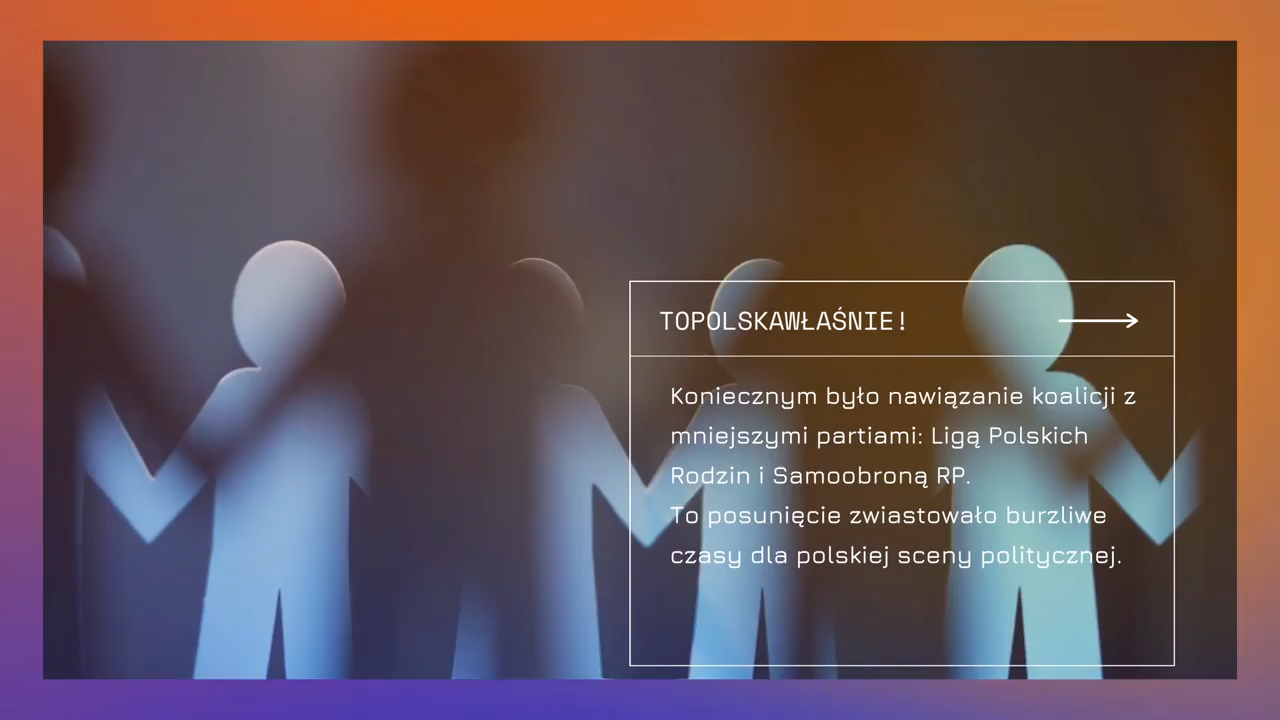 TOPOLSKAWŁAŚNIE!
Koniecznym było nawiązanie koalicji z
mniejszymi partiami: Ligą Polskich
Rodzin i Samoobroną RP.
To posunięcie zwiastowało burzliwe
czasy dla polskiej sceny politycznej.